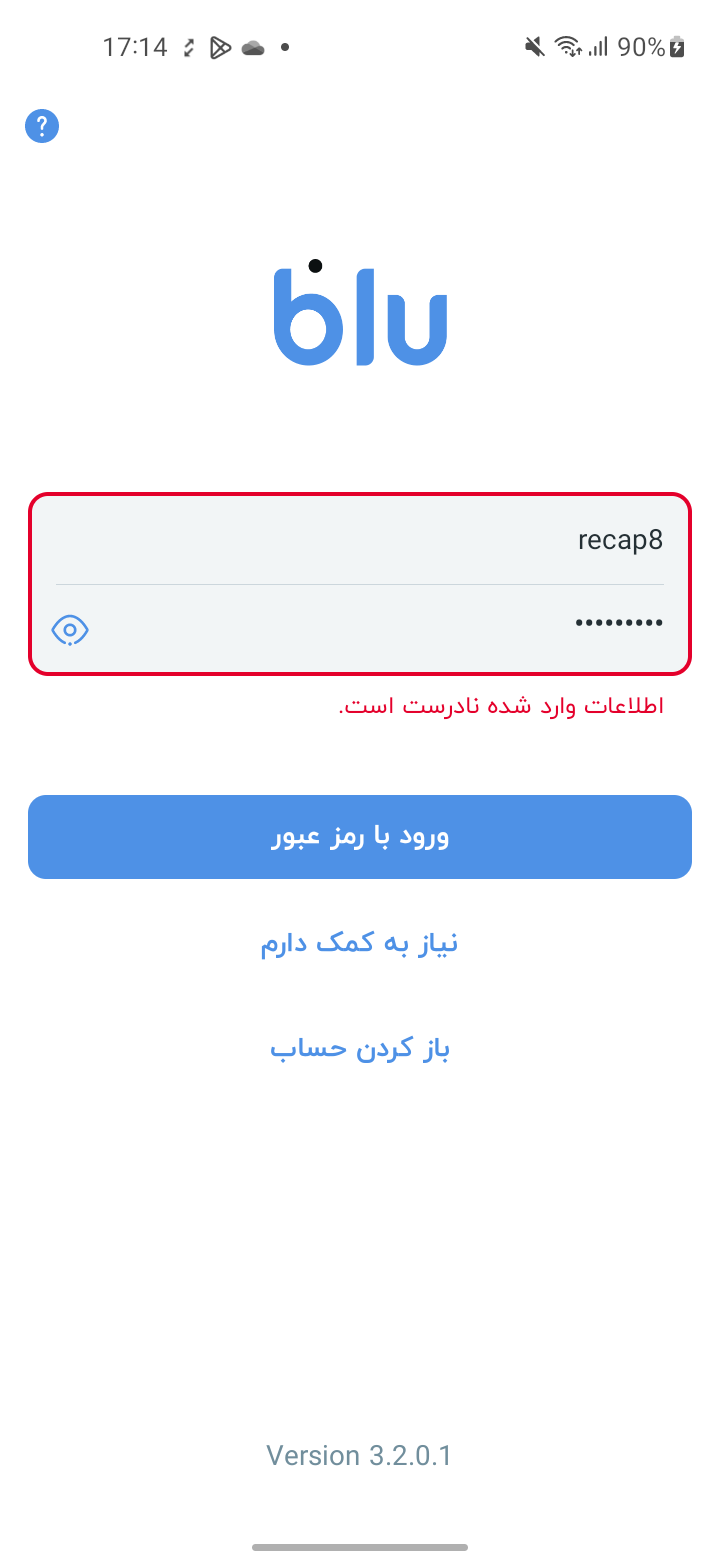 17:14
90%
?
blu
recap8
•••••••••
اطلاعات وارد شده نادرست است.
ورود با رمز عبور
نیاز به کمک دارم
باز کردن حساب
Version 3.2.0.1